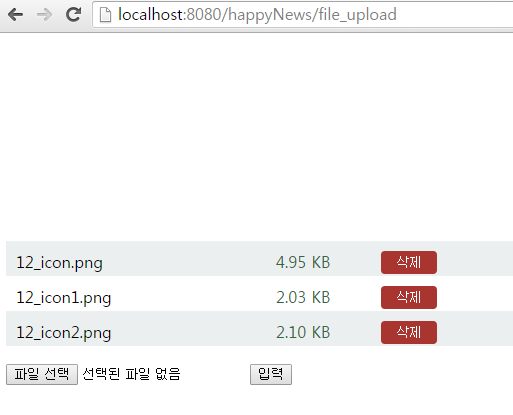 localhost:8080/happyNews/file_upload
12_icon.png 4.95 KB 삭제
12_icon1.png 2.03 KB 삭제
12_icon2.png 2.10 KB 삭제
파일 선택 선택된 파일 없음 입력